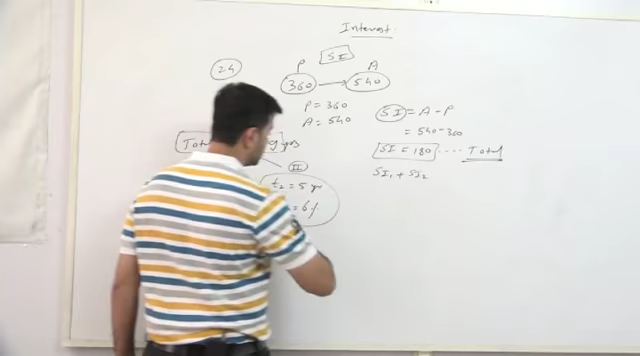 Interest.
SI
24
P A
360 → 540
P = 360
A = 540
SI = A - P
= 540 - 360
SI = 180 .... Total
SI₁ + SI₂
yrs
II
t₂ = 5 yr
= 6 %